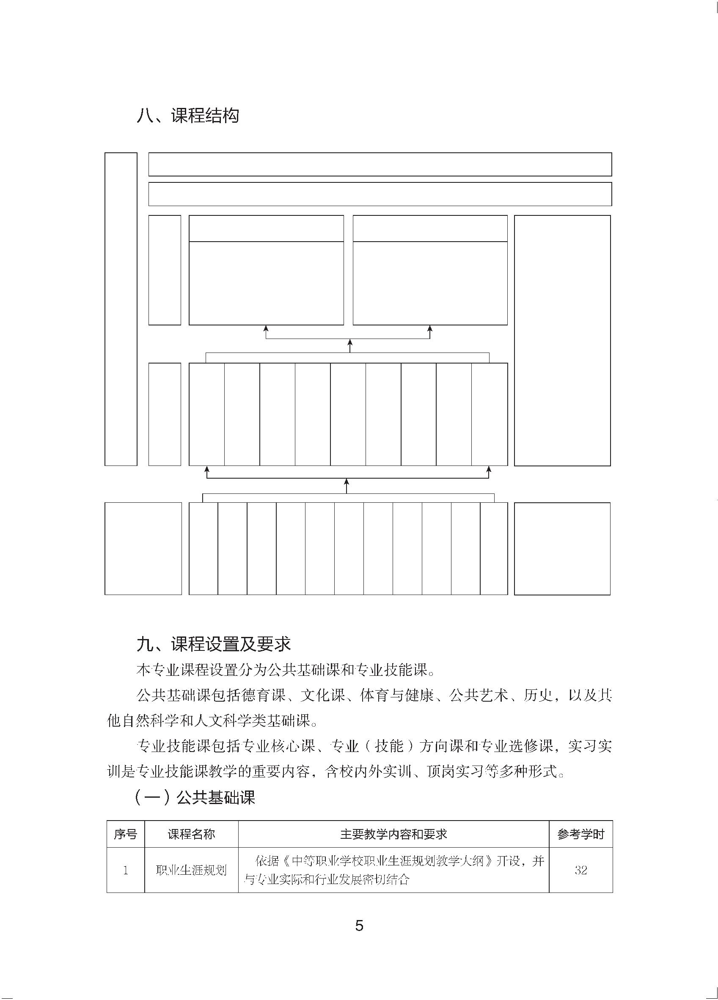 八、课程结构
九、课程设置及要求
本专业课程设置分为公共基础课和专业技能课。
公共基础课包括德育课、文化课、体育与健康、公共艺术、历史，以及其
他自然科学和人文科学类基础课。
专业技能课包括专业核心课、专业（技能）方向课和专业选修课，实习实
训是专业技能课教学的重要内容，含校内外实训、顶岗实习等多种形式。
（一）公共基础课
序号 课程名称 主要教学内容和要求 参考学时
1 职业生涯规划 依据《中等职业学校职业生涯规划教学大纲》开设，并
与专业实际和行业发展密切结合 32
5